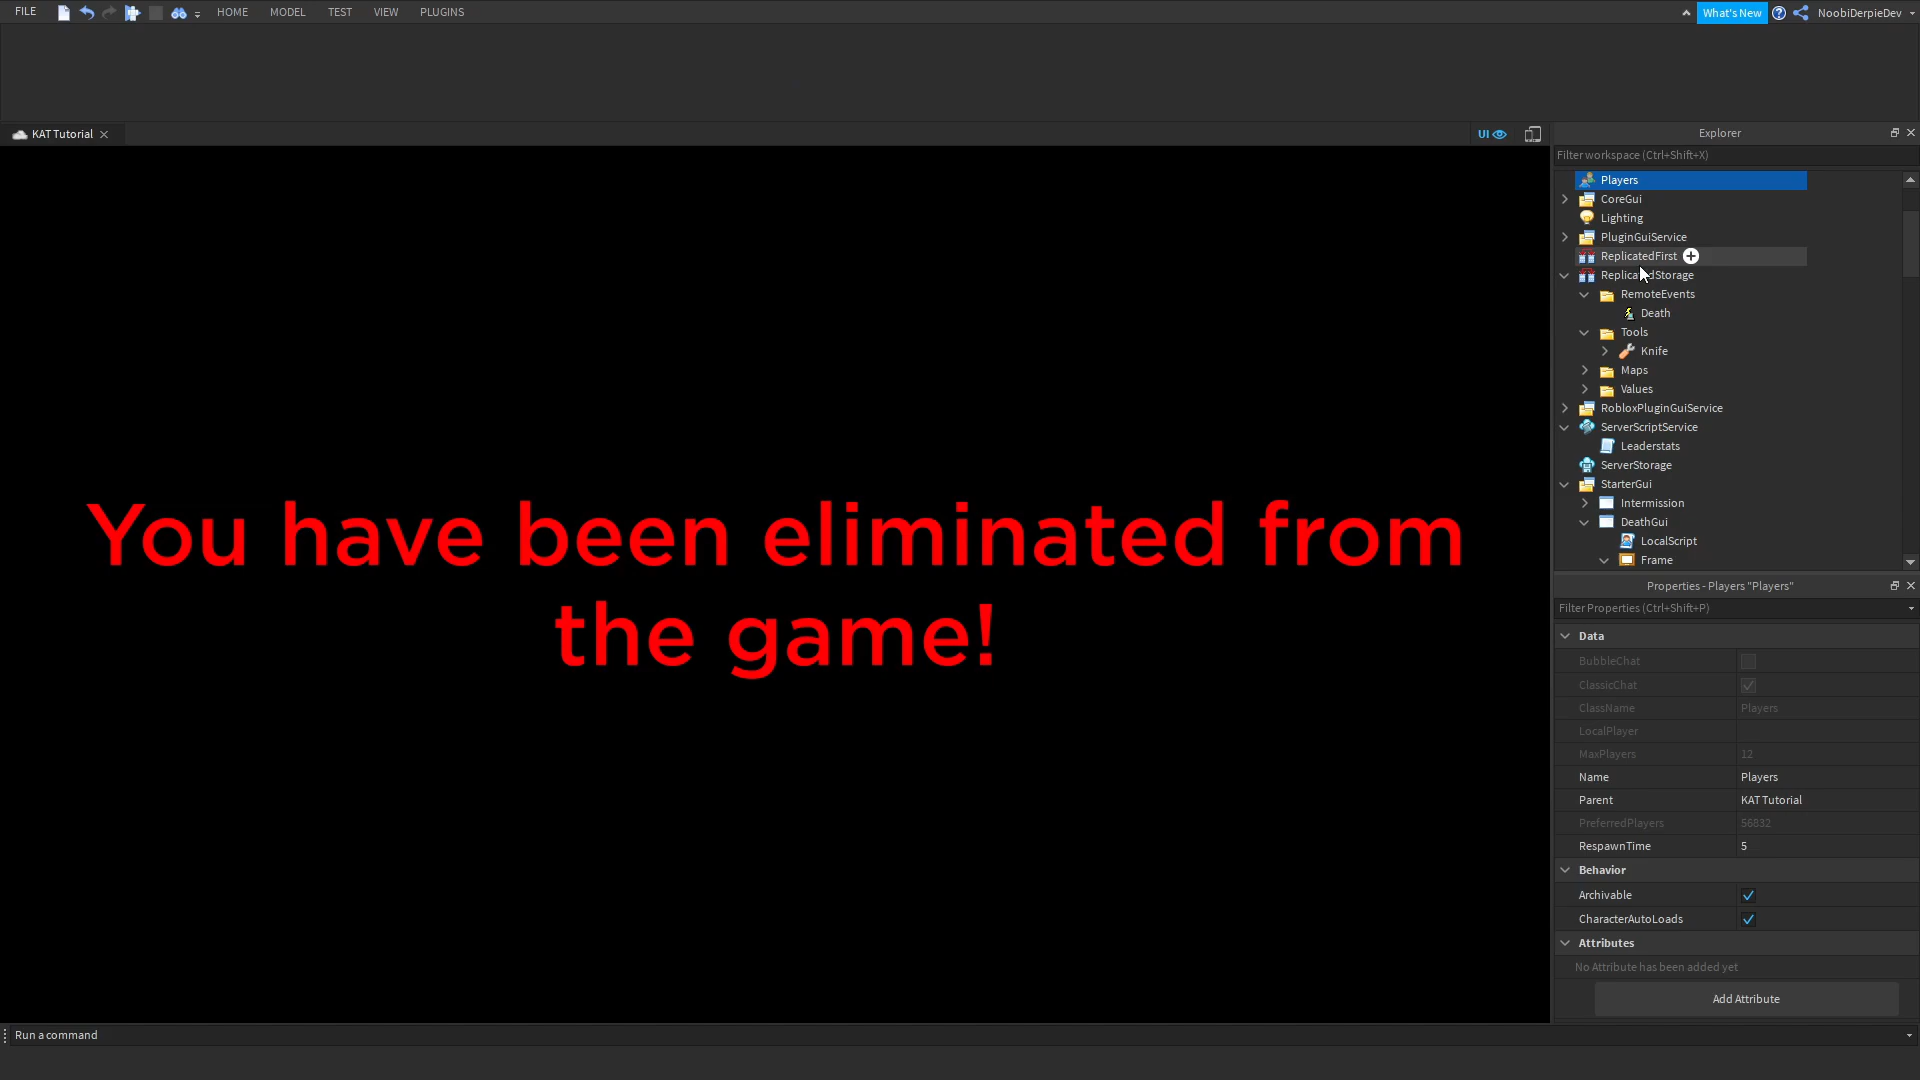 FILE
HOME
MODEL
TEST
VIEW
PLUGINS
What's New
NoobiDerpieDev
KAT Tutorial
UI
Explorer
Filter workspace (Ctrl+Shift+X)
Players
CoreGui
Lighting
PluginGuiService
ReplicatedFirst
ReplicatedStorage
RemoteEvents
Death
Tools
Knife
Maps
Values
RobloxPluginGuiService
ServerScriptService
Leaderstats
ServerStorage
StarterGui
Intermission
DeathGui
LocalScript
Frame
You have been eliminated from
the game!
Properties - Players "Players"
Filter Properties (Ctrl+Shift+P)
Data
BubbleChat
ClassicChat
ClassName Players
LocalPlayer
MaxPlayers 12
Name Players
Parent KAT Tutorial
PreferredPlayers 56832
RespawnTime 5
Behavior
Archivable
CharacterAutoLoads
Attributes
No Attribute has been added yet
Add Attribute
Run a command